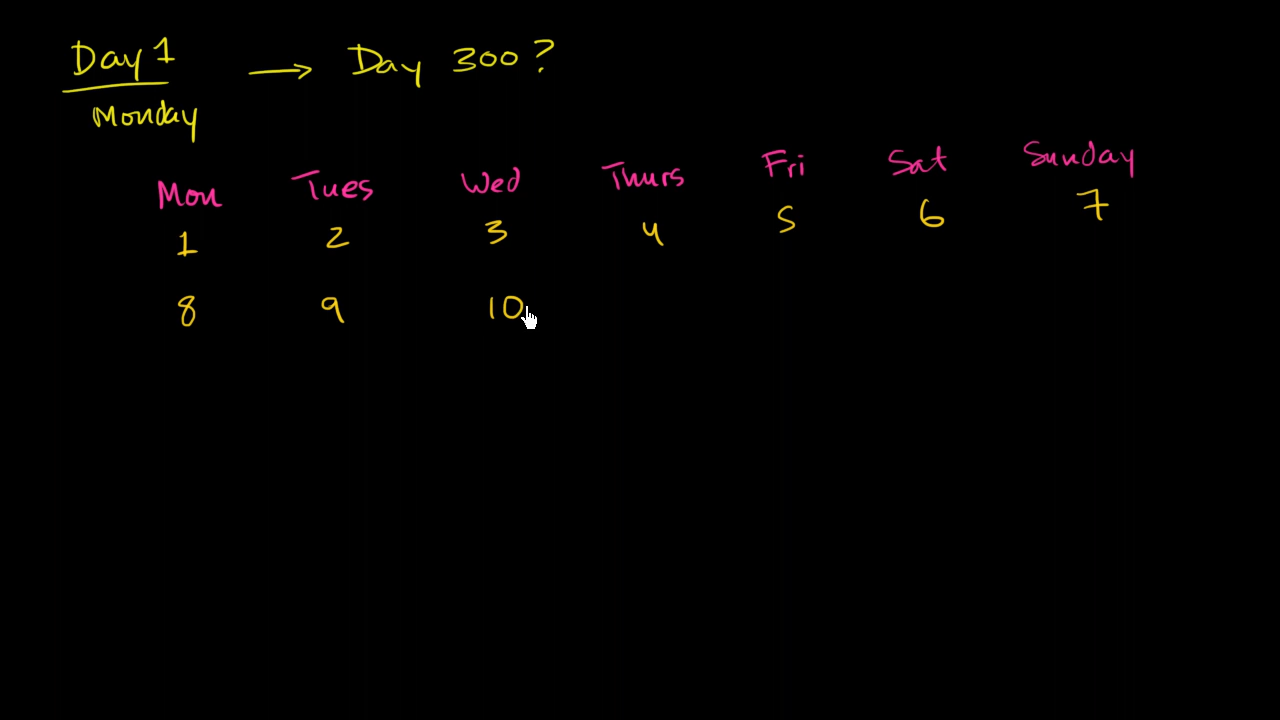 Day 1 → Day 300?
Monday
Mon Tues Wed Thurs Fri Sat Sunday
1 2 3 4 5 6 7
8 9 10